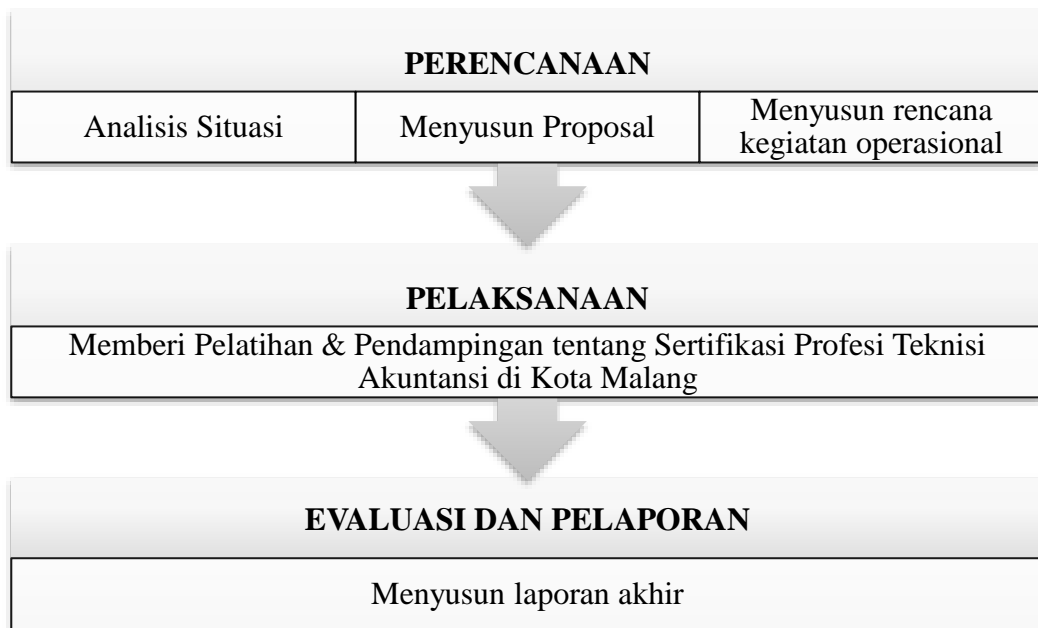 PERENCANAAN
Analisis Situasi
Menyusun Proposal
Menyusun rencana
kegiatan operasional
PELAKSANAAN
Memberi Pelatihan & Pendampingan tentang Sertifikasi Profesi Teknisi
Akuntansi di Kota Malang
EVALUASI DAN PELAPORAN
Menyusun laporan akhir